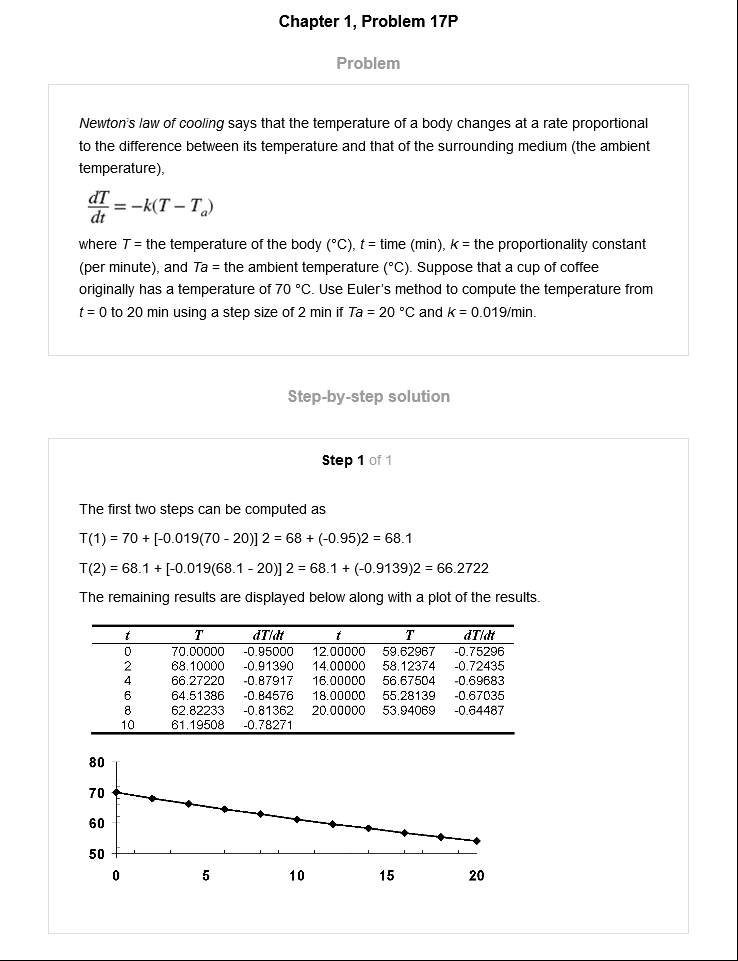 Chapter 1, Problem 17P
Problem
Newton's law of cooling says that the temperature of a body changes at a rate proportional
to the difference between its temperature and that of the surrounding medium (the ambient
temperature),
dT/dt = −k(T − Ta)
where T = the temperature of the body (°C), t = time (min), k = the proportionality constant
(per minute), and Ta = the ambient temperature (°C). Suppose that a cup of coffee
originally has a temperature of 70 °C. Use Euler's method to compute the temperature from
t = 0 to 20 min using a step size of 2 min if Ta = 20 °C and k = 0.019/min.
Step-by-step solution
Step 1 of 1
The first two steps can be computed as
T(1) = 70 + [-0.019(70 - 20)] 2 = 68 + (-0.95)2 = 68.1
T(2) = 68.1 + [-0.019(68.1 - 20)] 2 = 68.1 + (-0.9139)2 = 66.2722
The remaining results are displayed below along with a plot of the results.
t T dT/dt t T dT/dt
0 70.00000 -0.95000 12.00000 59.62967 -0.75296
2 68.10000 -0.91390 14.00000 58.12374 -0.72435
4 66.27220 -0.87917 16.00000 56.67504 -0.69683
6 64.51386 -0.84576 18.00000 55.28139 -0.67035
8 62.82233 -0.81362 20.00000 53.94069 -0.64487
10 61.19508 -0.78271
80
70
60
50
0 5 10 15 20